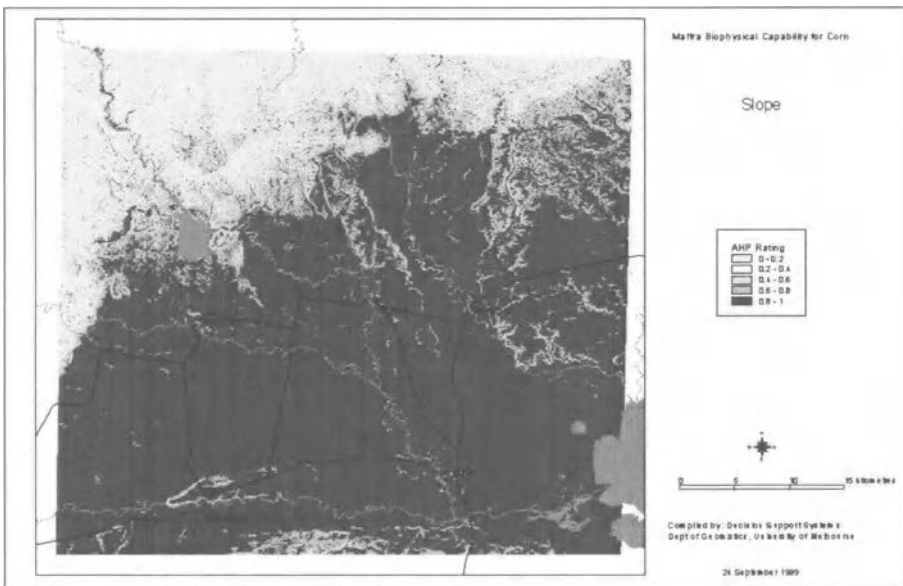 Maffra Biophysical Capability for Corn
Slope
AHP Rating
0 - 0.2
0.2 - 0.4
0.4 - 0.6
0.6 - 0.8
0.8 - 1
0 5 10 15 kilometres
Compiled by: Decision Support Systems
Dept of Geomatics, University of Melbourne
24 September 1999